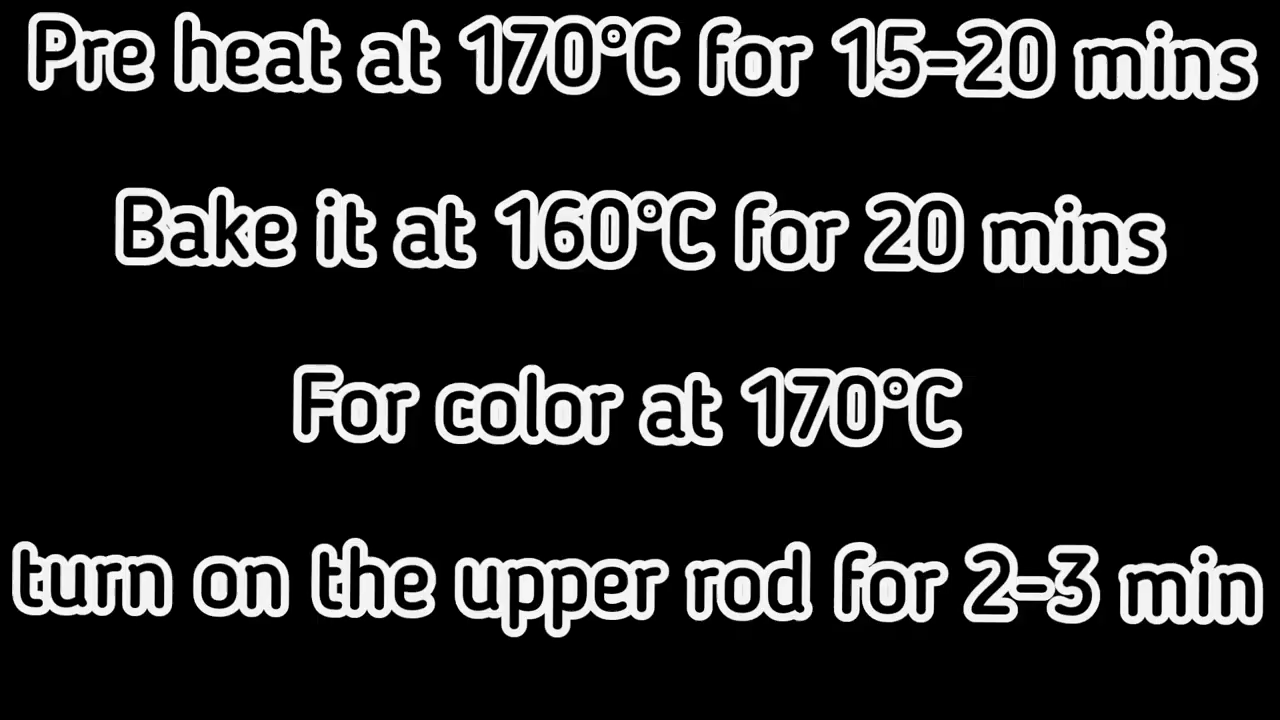 Pre heat at 170°C for 15-20 mins
Bake it at 160°C for 20 mins
For color at 170°C
turn on the upper rod for 2-3 min